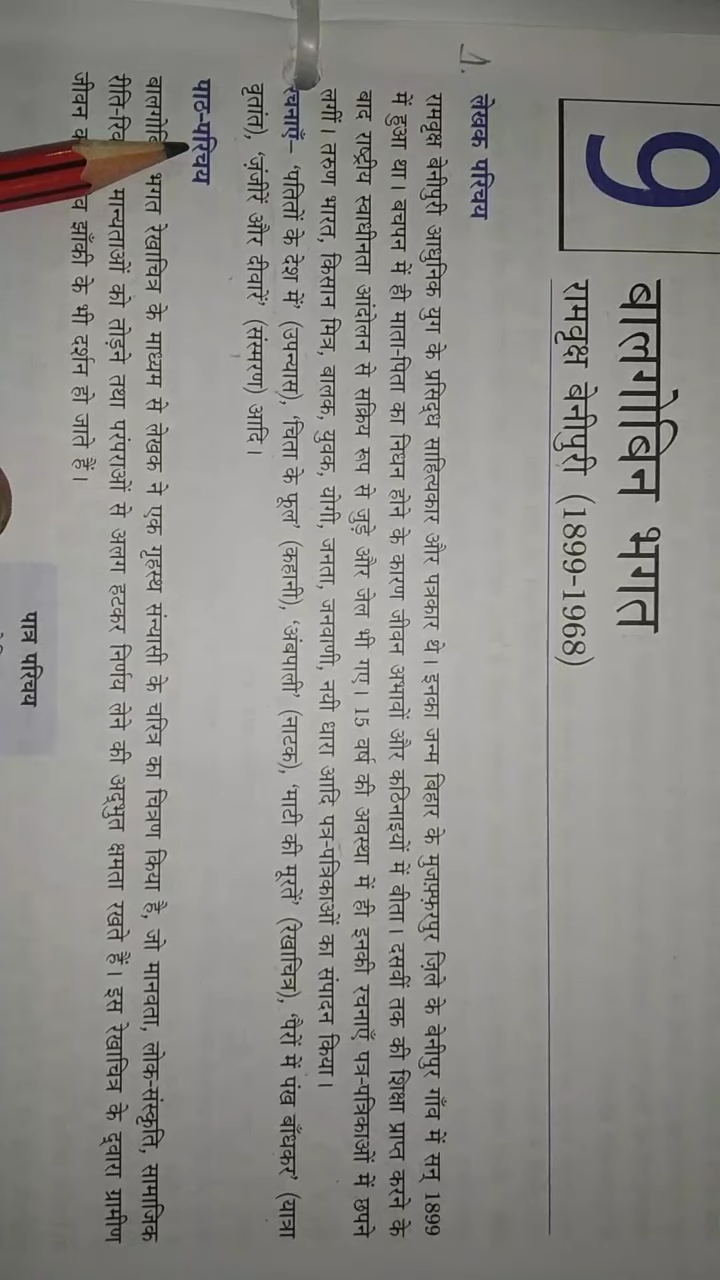 9
बालगोबिन भगत
रामवृक्ष बेनीपुरी (1899-1968)
1. लेखक परिचय
रामवृक्ष बेनीपुरी आधुनिक युग के प्रसिद्ध साहित्यकार और पत्रकार थे। इनका जन्म बिहार के मुज़फ़्फ़रपुर ज़िले के बेनीपुर गाँव में सन् 1899
में हुआ था। बचपन में ही माता-पिता का निधन होने के कारण जीवन अभावों और कठिनाइयों में बीता। दसवीं तक की शिक्षा प्राप्त करने के
बाद राष्ट्रीय स्वाधीनता आंदोलन से सक्रिय रूप से जुड़े और जेल भी गए। 15 वर्ष की अवस्था में ही इनकी रचनाएँ पत्र-पत्रिकाओं में छपने
लगीं। तरुण भारत, किसान मित्र, बालक, युवक, योगी, जनता, जनवाणी, नयी धारा आदि पत्र-पत्रिकाओं का संपादन किया।
रचनाएँ– 'पतितों के देश में' (उपन्यास), 'चिता के फूल' (कहानी), 'अंबपाली' (नाटक), 'माटी की मूरतें' (रेखाचित्र), 'पैरों में पंख बाँधकर' (यात्रा
वृतांत), 'ज़ंजीरें और दीवारें' (संस्मरण) आदि।
पाठ-परिचय
भगत रेखाचित्र के माध्यम से लेखक ने एक गृहस्थ संन्यासी के चरित्र का चित्रण किया है, जो मानवता, लोक-संस्कृति, सामाजिक
मान्यताओं को तोड़ने तथा परंपराओं से अलग हटकर निर्णय लेने की अद्भुत क्षमता रखते हैं। इस रेखाचित्र के द्वारा ग्रामीण
जीवन झाँकी के भी दर्शन हो जाते हैं।
पात्र परिचय